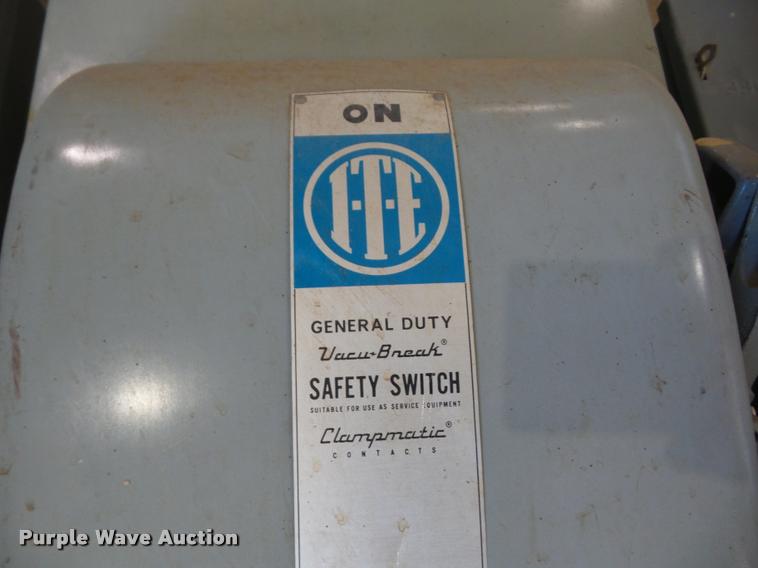 ON
I-T-E
GENERAL DUTY
Vacu-Break®
SAFETY SWITCH
SUITABLE FOR USE AS SERVICE EQUIPMENT
Clampmatic®
CONTACTS
Purple Wave Auction